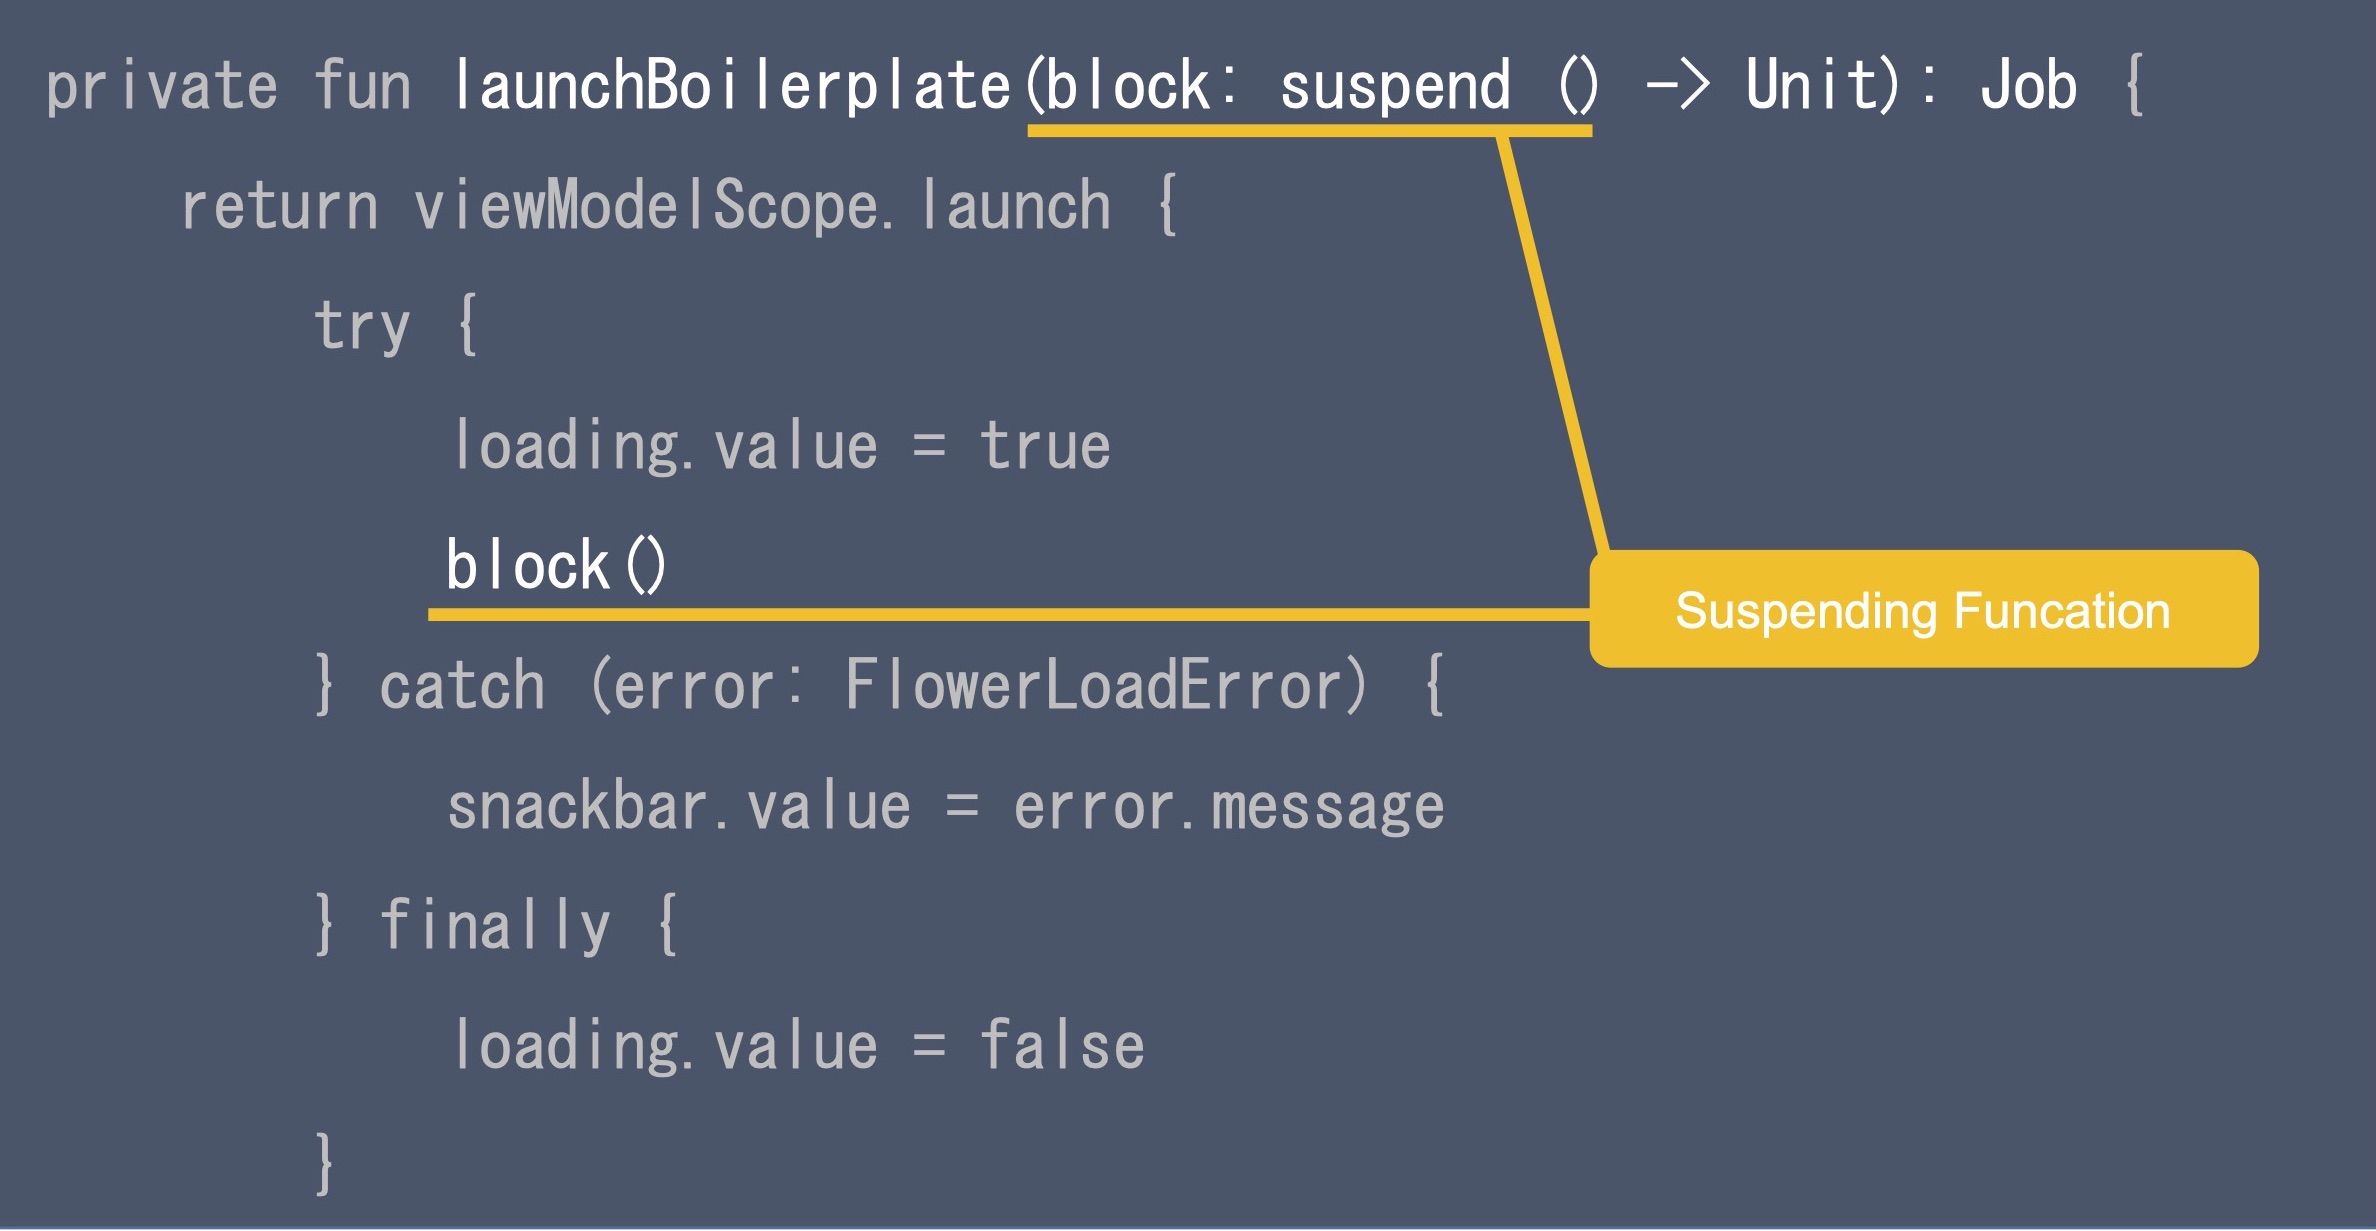 private fun launchBoilerplate(block: suspend () -> Unit): Job {
return viewModelScope.launch {
try {
loading.value = true
block()
Suspending Funcation
} catch (error: FlowerLoadError) {
snackbar.value = error.message
} finally {
loading.value = false
}